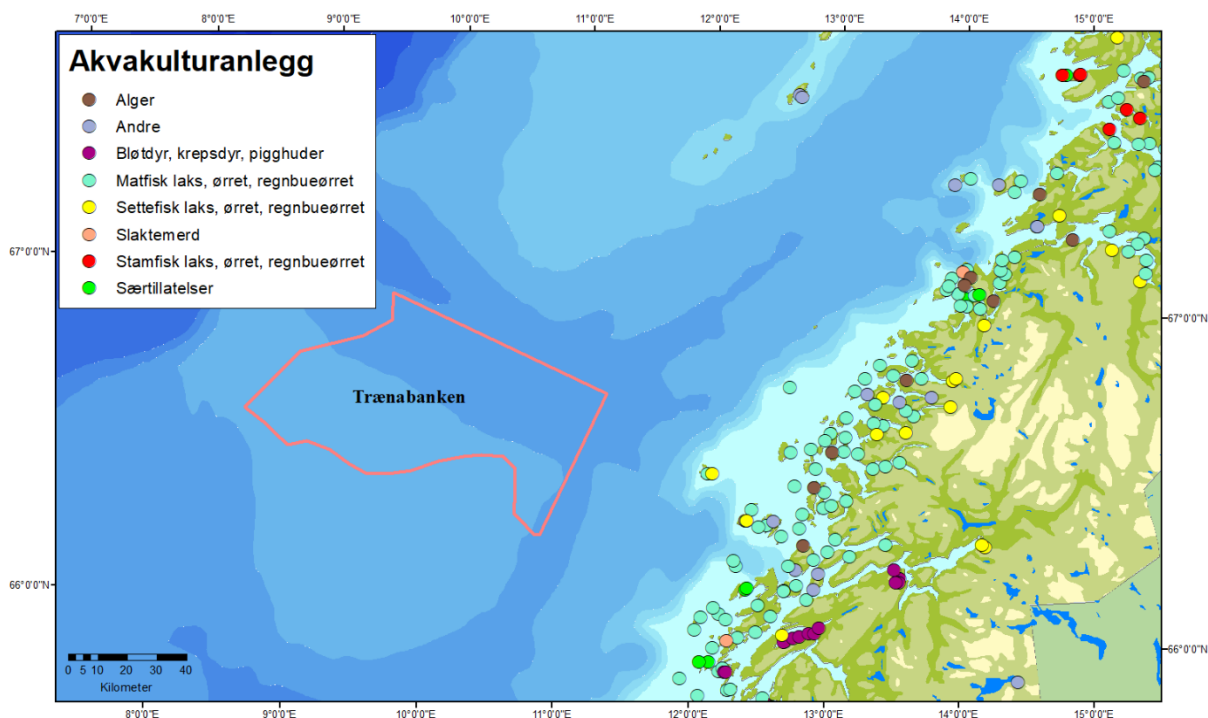 7°0'0"E 8°0'0"E 9°0'0"E 10°0'0"E 11°0'0"E 12°0'0"E 13°0'0"E 14°0'0"E 15°0'0"E
Akvakulturanlegg
Alger
Andre
Bløtdyr, krepsdyr, pigghuder
Matfisk laks, ørret, regnbueørret
Settefisk laks, ørret, regnbueørret
Slaktemerd
Stamfisk laks, ørret, regnbueørret
Særtillatelser
67°0'0"N
67°0'0"N
Trænabanken
66°0'0"N
66°0'0"N
0 5 10 20 30 40
Kilometer
8°0'0"E 9°0'0"E 10°0'0"E 11°0'0"E 12°0'0"E 13°0'0"E 14°0'0"E